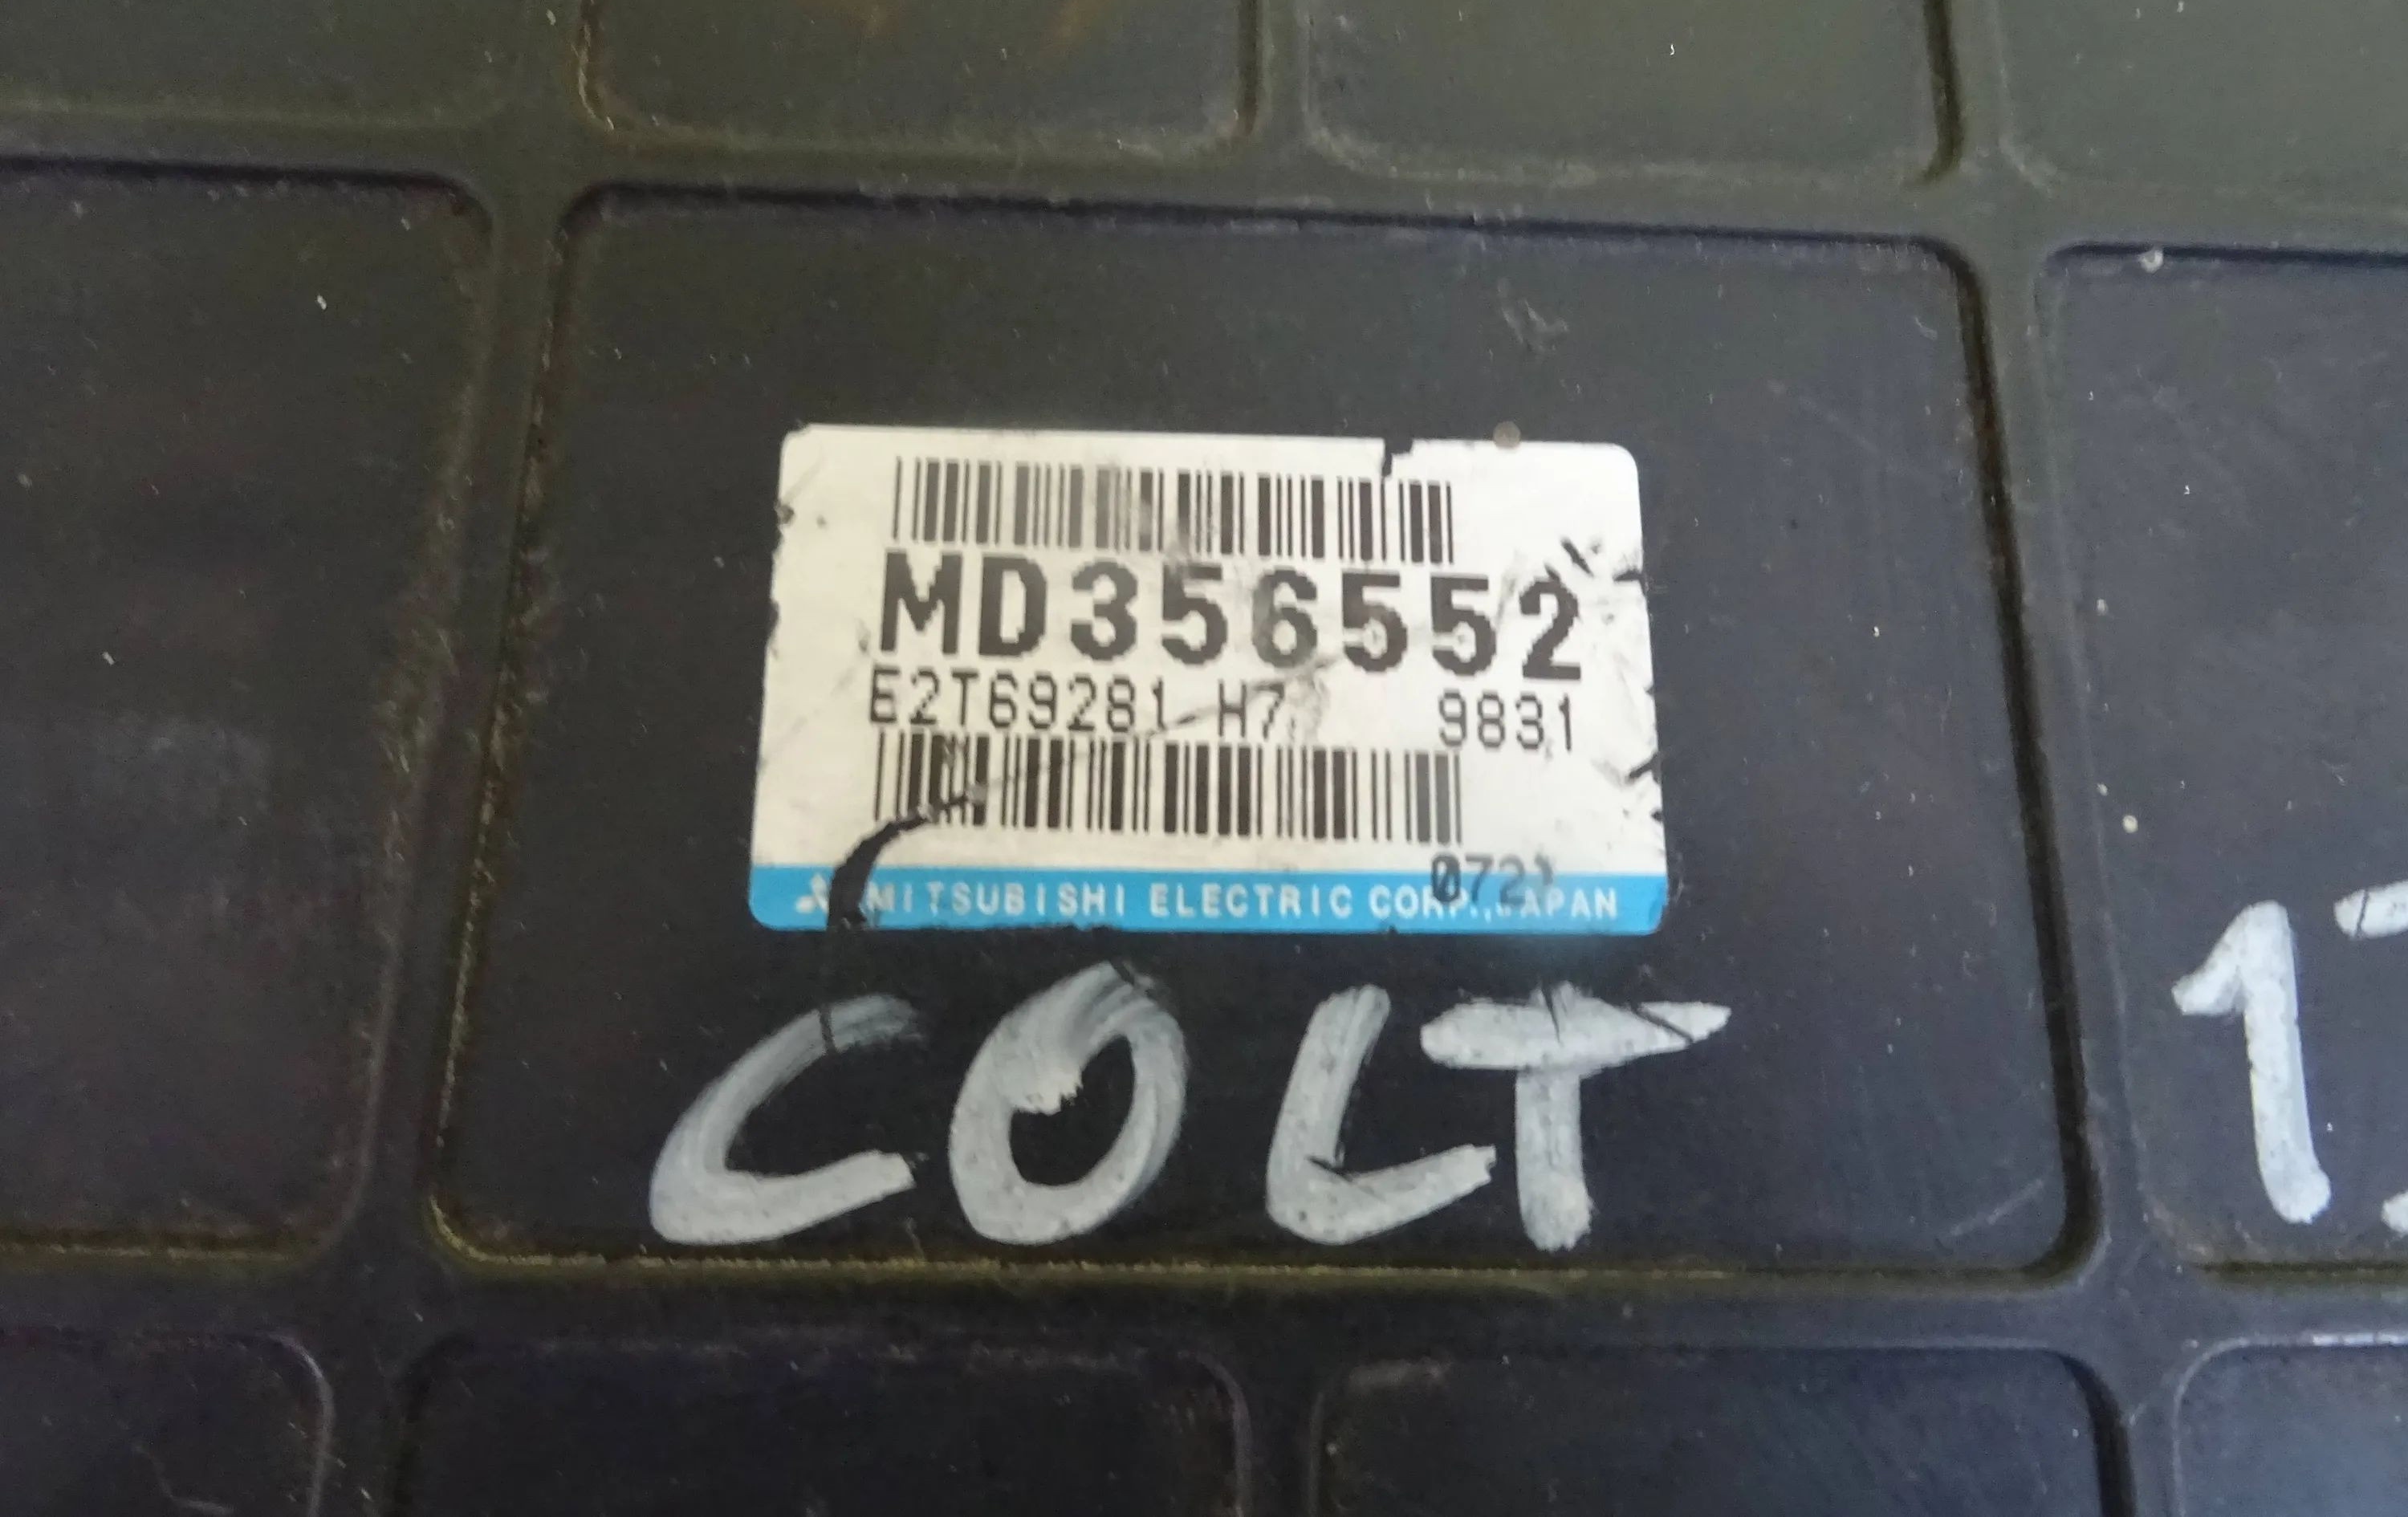 MD356552
E2T69281 H7 9831
0721
MITSUBISHI ELECTRIC CORP., JAPAN
COLT